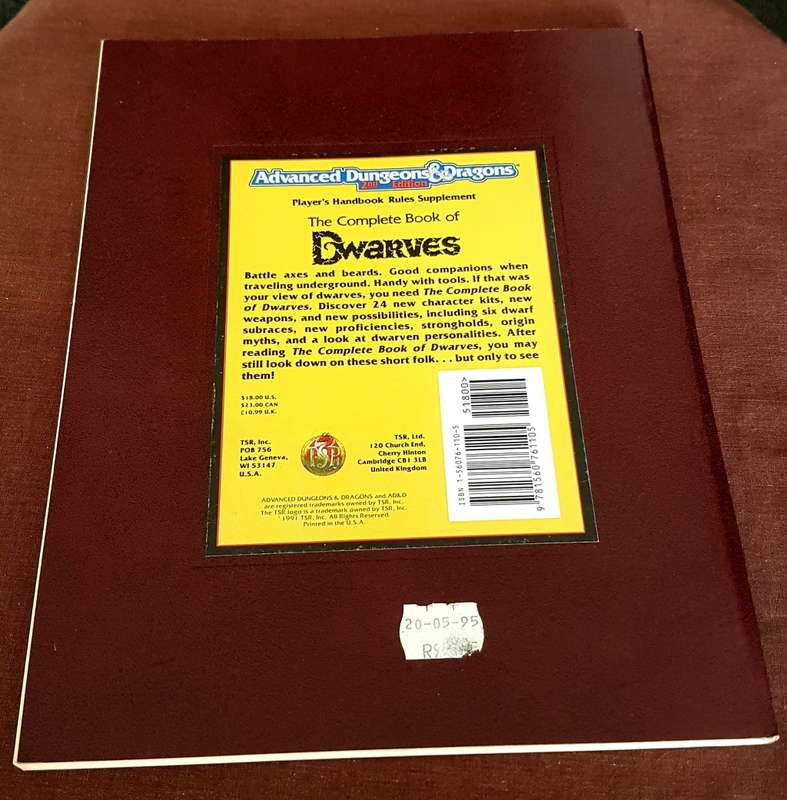 Advanced Dungeons & Dragons™
2nd Edition
Player's Handbook Rules Supplement
The Complete Book of
DWARVES
Battle axes and beards. Good companions when
traveling underground. Handy with tools. If that was
your view of dwarves, you need The Complete Book
of Dwarves. Discover 24 new character kits, new
weapons, and new possibilities, including six dwarf
subraces, new proficiencies, strongholds, origin
myths, and a look at dwarven personalities. After
reading The Complete Book of Dwarves, you may
still look down on these short folk. . . but only to see
them!
$18.00 U.S.
$23.00 CAN
£10.99 U.K.
TSR, Inc.
POB 756
Lake Geneva,
WI 53147
U.S.A.
TSR
TSR, Ltd.
120 Church End,
Cherry Hinton
Cambridge CB1 3LB
United Kingdom
ADVANCED DUNGEONS & DRAGONS and AD&D
are registered trademarks owned by TSR, Inc.
The TSR logo is a trademark owned by TSR, Inc.
©1991 TSR, Inc. All Rights Reserved.
Printed in the U.S.A.
51800>
ISBN 1-56076-110-5
9 781560 761105
20-05-95